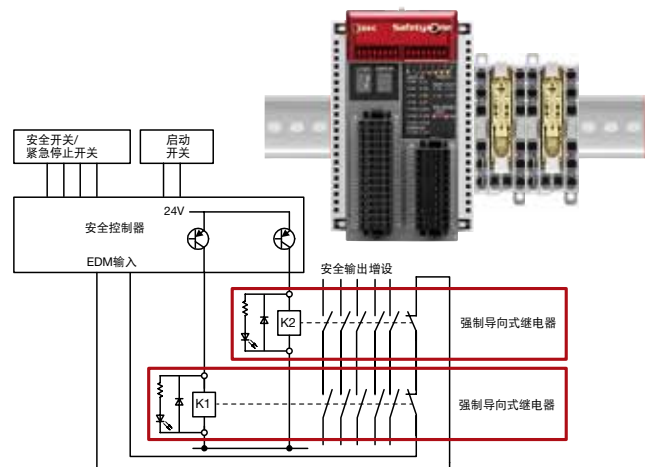 IDEC
SafetyOne
安全开关/
紧急停止开关
启动
开关
24V
安全控制器
EDM输入
安全输出增设
K2
强制导向式继电器
K1
强制导向式继电器